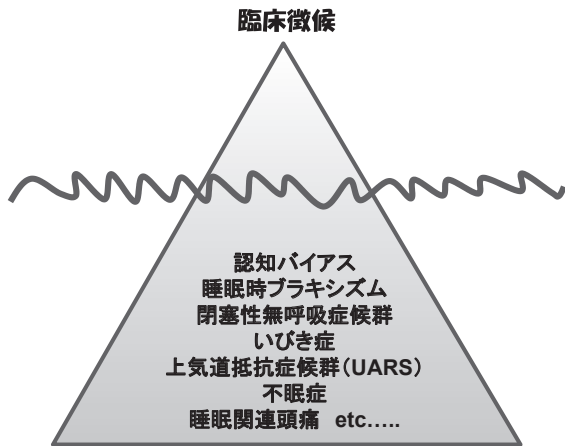 臨床徴候
認知バイアス
睡眠時ブラキシズム
閉塞性無呼吸症候群
いびき症
上気道抵抗症候群(UARS)
不眠症
睡眠関連頭痛 etc.....